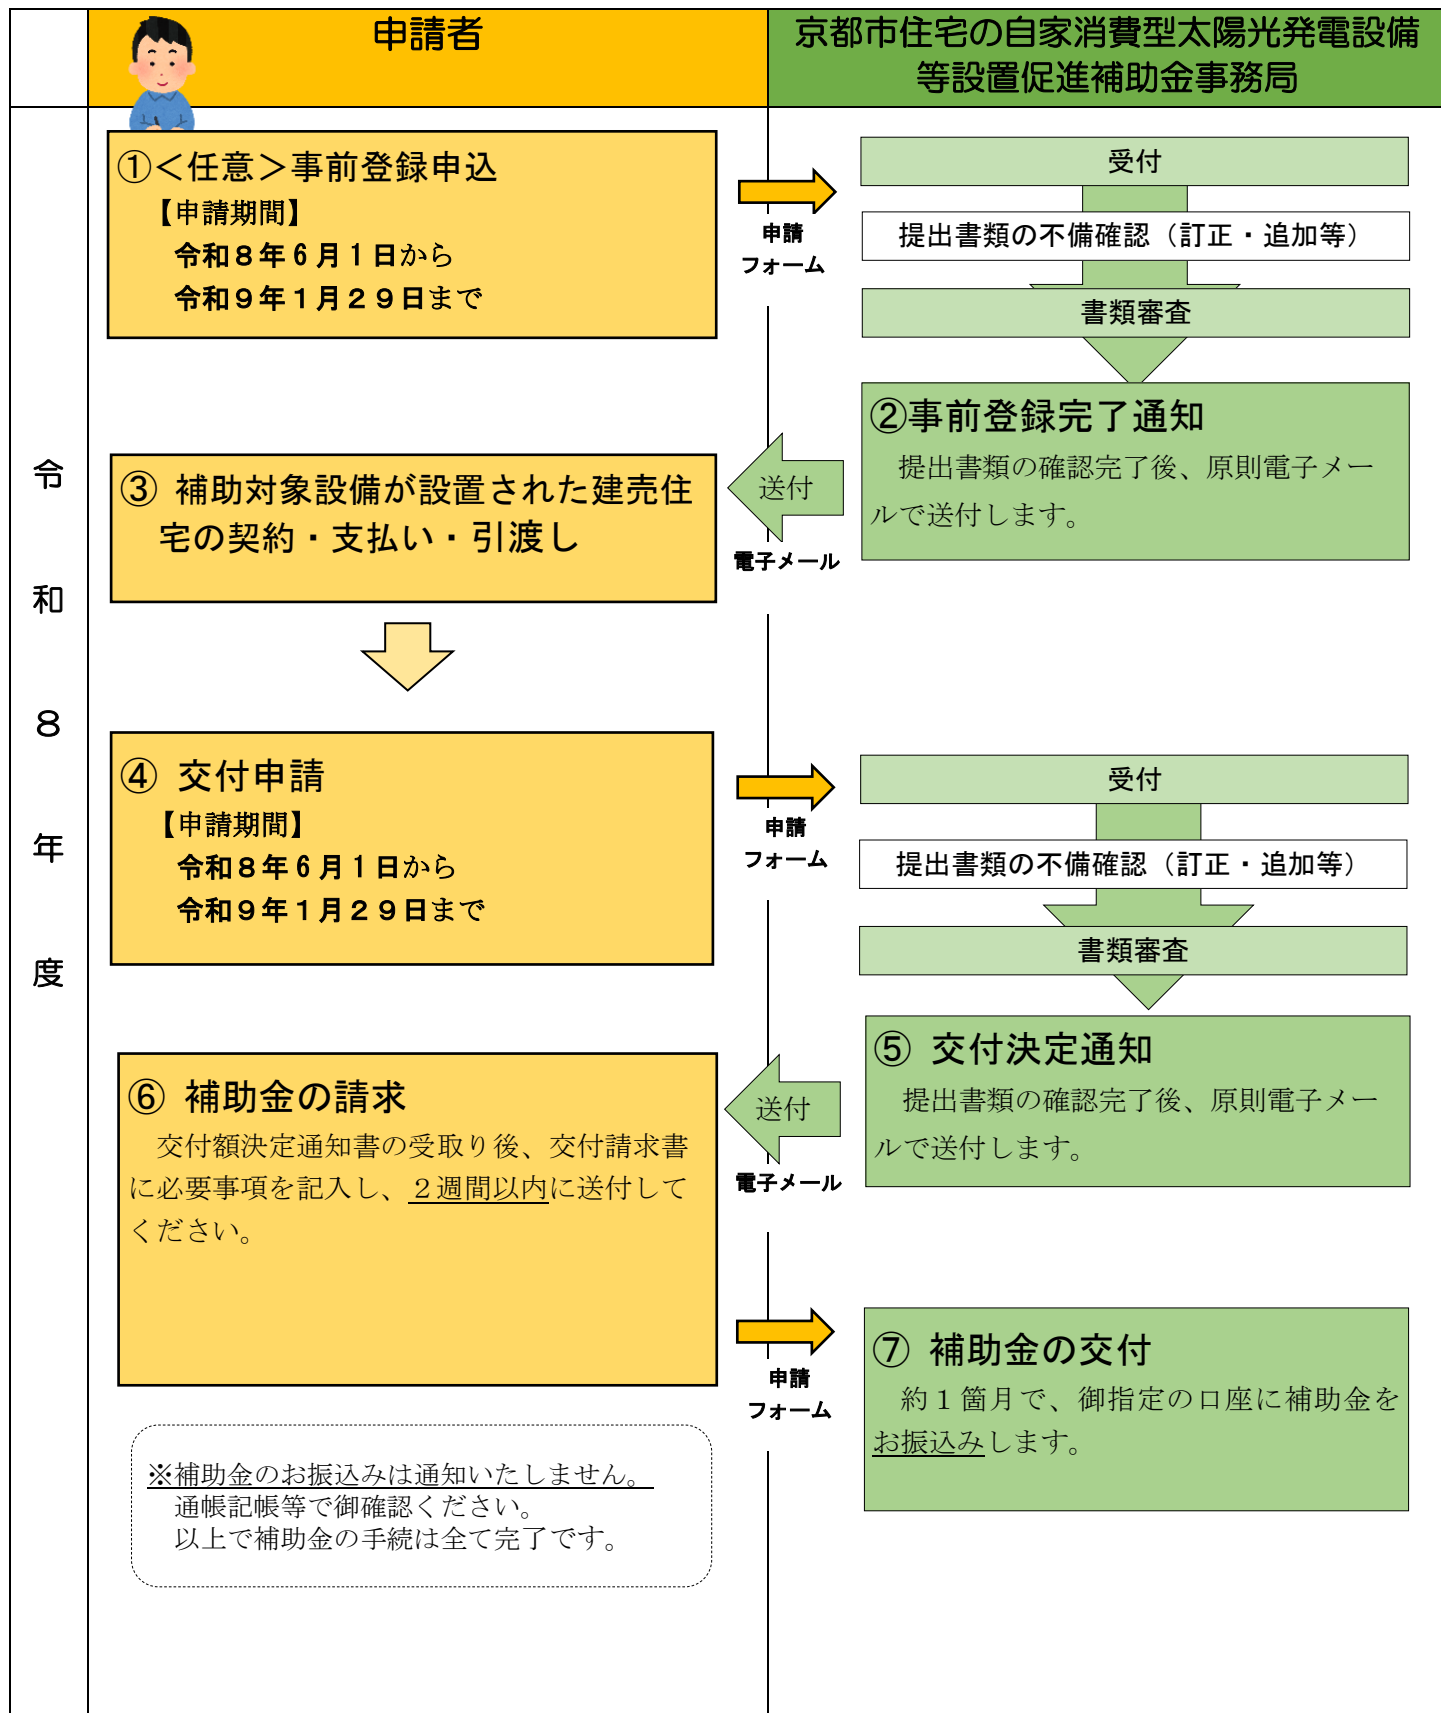 申請者
京都市住宅の自家消費型太陽光発電設備
等設置促進補助金事務局
令和８年度
①＜任意＞事前登録申込
【申請期間】
令和８年６月１日から
令和９年１月２９日まで
申請
フォーム
受付
提出書類の不備確認（訂正・追加等）
書類審査
②事前登録完了通知
提出書類の確認完了後、原則電子メー
ルで送付します。
送付
電子メール
③ 補助対象設備が設置された建売住
宅の契約・支払い・引渡し
④ 交付申請
【申請期間】
令和８年６月１日から
令和９年１月２９日まで
申請
フォーム
受付
提出書類の不備確認（訂正・追加等）
書類審査
⑤ 交付決定通知
提出書類の確認完了後、原則電子メー
ルで送付します。
送付
電子メール
⑥ 補助金の請求
交付額決定通知書の受取り後、交付請求書
に必要事項を記入し、２週間以内に送付して
ください。
申請
フォーム
⑦ 補助金の交付
約１箇月で、御指定の口座に補助金を
お振込みします。
※補助金のお振込みは通知いたしません。
通帳記帳等で御確認ください。
以上で補助金の手続は全て完了です。